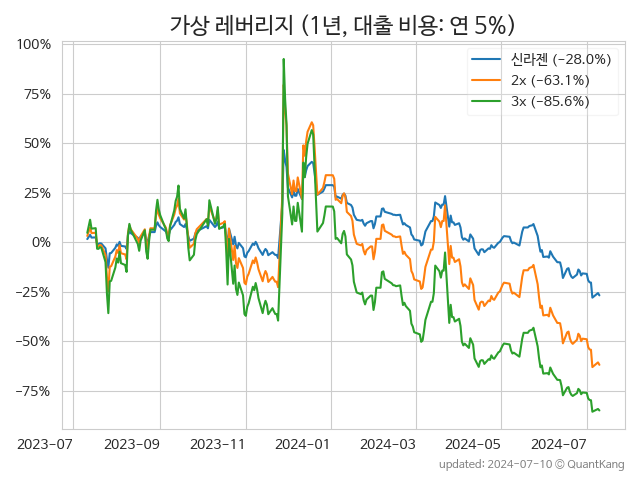 가상 레버리지 (1년, 대출 비용: 연 5%)
신라젠 (-28.0%)
2x (-63.1%)
3x (-85.6%)
100%
75%
50%
25%
0%
-25%
-50%
-75%
2023-07 2023-09 2023-11 2024-01 2024-03 2024-05 2024-07
updated: 2024-07-10 © QuantKang